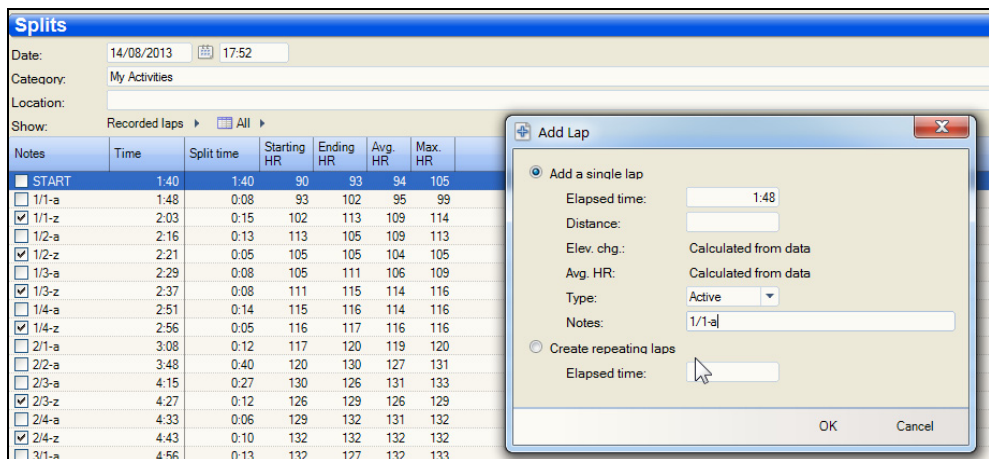 Splits
Date: 14/08/2013 17:52
Category: My Activities
Location:
Show: Recorded laps All
Notes Time Split time Starting HR Ending HR Avg. HR Max. HR
START 1:40 1:40 90 93 94 105
1/1-a 1:48 0:08 93 102 95 99
1/1-z 2:03 0:15 102 113 109 114
1/2-a 2:16 0:13 113 105 109 113
1/2-z 2:21 0:05 105 105 104 105
1/3-a 2:29 0:08 105 111 106 109
1/3-z 2:37 0:08 111 115 114 116
1/4-a 2:51 0:14 115 116 114 116
1/4-z 2:56 0:05 116 117 116 116
2/1-a 3:08 0:12 117 120 119 120
2/2-a 3:48 0:40 120 130 127 131
2/3-a 4:15 0:27 130 126 131 133
2/3-z 4:27 0:12 126 129 126 129
2/4-a 4:33 0:06 129 132 131 132
2/4-z 4:43 0:10 132 132 132 132
3/1-a 4:56 0:13 132 127 132 133
Add Lap
Add a single lap
Elapsed time: 1:48
Distance:
Elev. chg.: Calculated from data
Avg. HR: Calculated from data
Type: Active
Notes: 1/1-a
Create repeating laps
Elapsed time:
OK Cancel